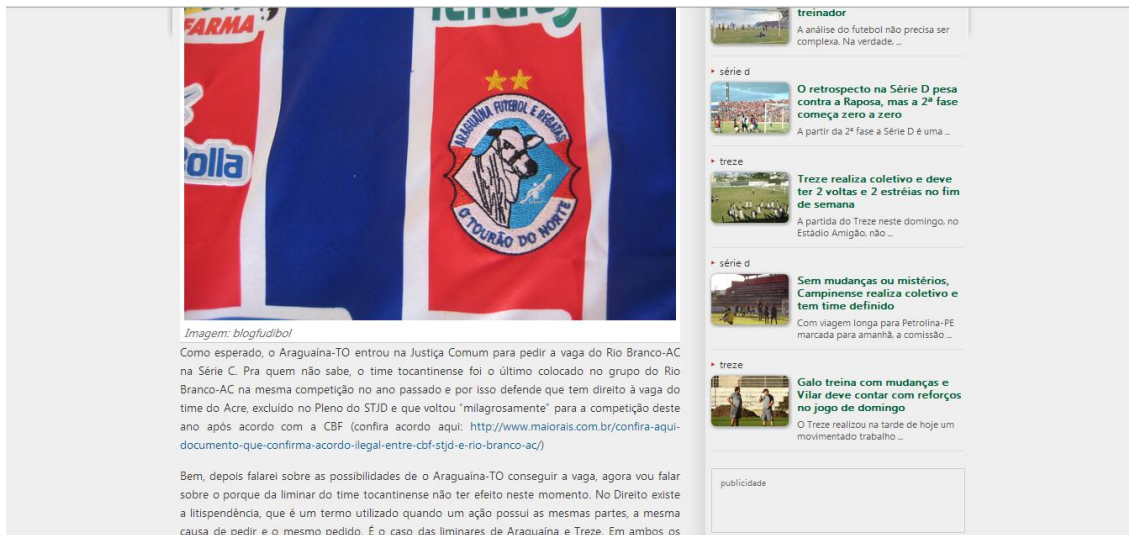 FARMA
olla
ARAGUAÍNA FUTEBOL E REGATAS
O TOURÃO DO NORTE
Imagem: blogfudibol
Como esperado, o Araguaína-TO entrou na Justiça Comum para pedir a vaga do Rio Branco-AC
na Série C. Pra quem não sabe, o time tocantinense foi o último colocado no grupo do Rio
Branco-AC na mesma competição no ano passado e por isso defende que tem direito à vaga do
time do Acre, excluído no Pleno do STJD e que voltou “milagrosamente” para a competição deste
ano após acordo com a CBF (confira acordo aqui: http://www.maiorais.com.br/confira-aqui-
documento-que-confirma-acordo-ilegal-entre-cbf-stjd-e-rio-branco-ac/)
Bem, depois falarei sobre as possibilidades de o Araguaína-TO conseguir a vaga, agora vou falar
sobre o porque da liminar do time tocantinense não ter efeito neste momento. No Direito existe
a litispendência, que é um termo utilizado quando um ação possui as mesmas partes, a mesma
causa de pedir e o mesmo pedido. É o caso das liminares de Araguaína e Treze. Em ambos os
treinador
A análise do futebol não precisa ser
complexa. Na verdade, ...
série d
O retrospecto na Série D pesa
contra a Raposa, mas a 2ª fase
começa zero a zero
A partir da 2ª fase a Série D é uma ...
treze
Treze realiza coletivo e deve
ter 2 voltas e 2 estréias no fim
de semana
A partida do Treze neste domingo, no
Estádio Amigão, não ...
série d
Sem mudanças ou mistérios,
Campinense realiza coletivo e
tem time definido
Com viagem longa para Petrolina-PE
marcada para amanhã, a comissão ...
treze
Galo treina com mudanças e
Vilar deve contar com reforços
no jogo de domingo
O Treze realizou na tarde de hoje um
movimentado trabalho ...
publicidade